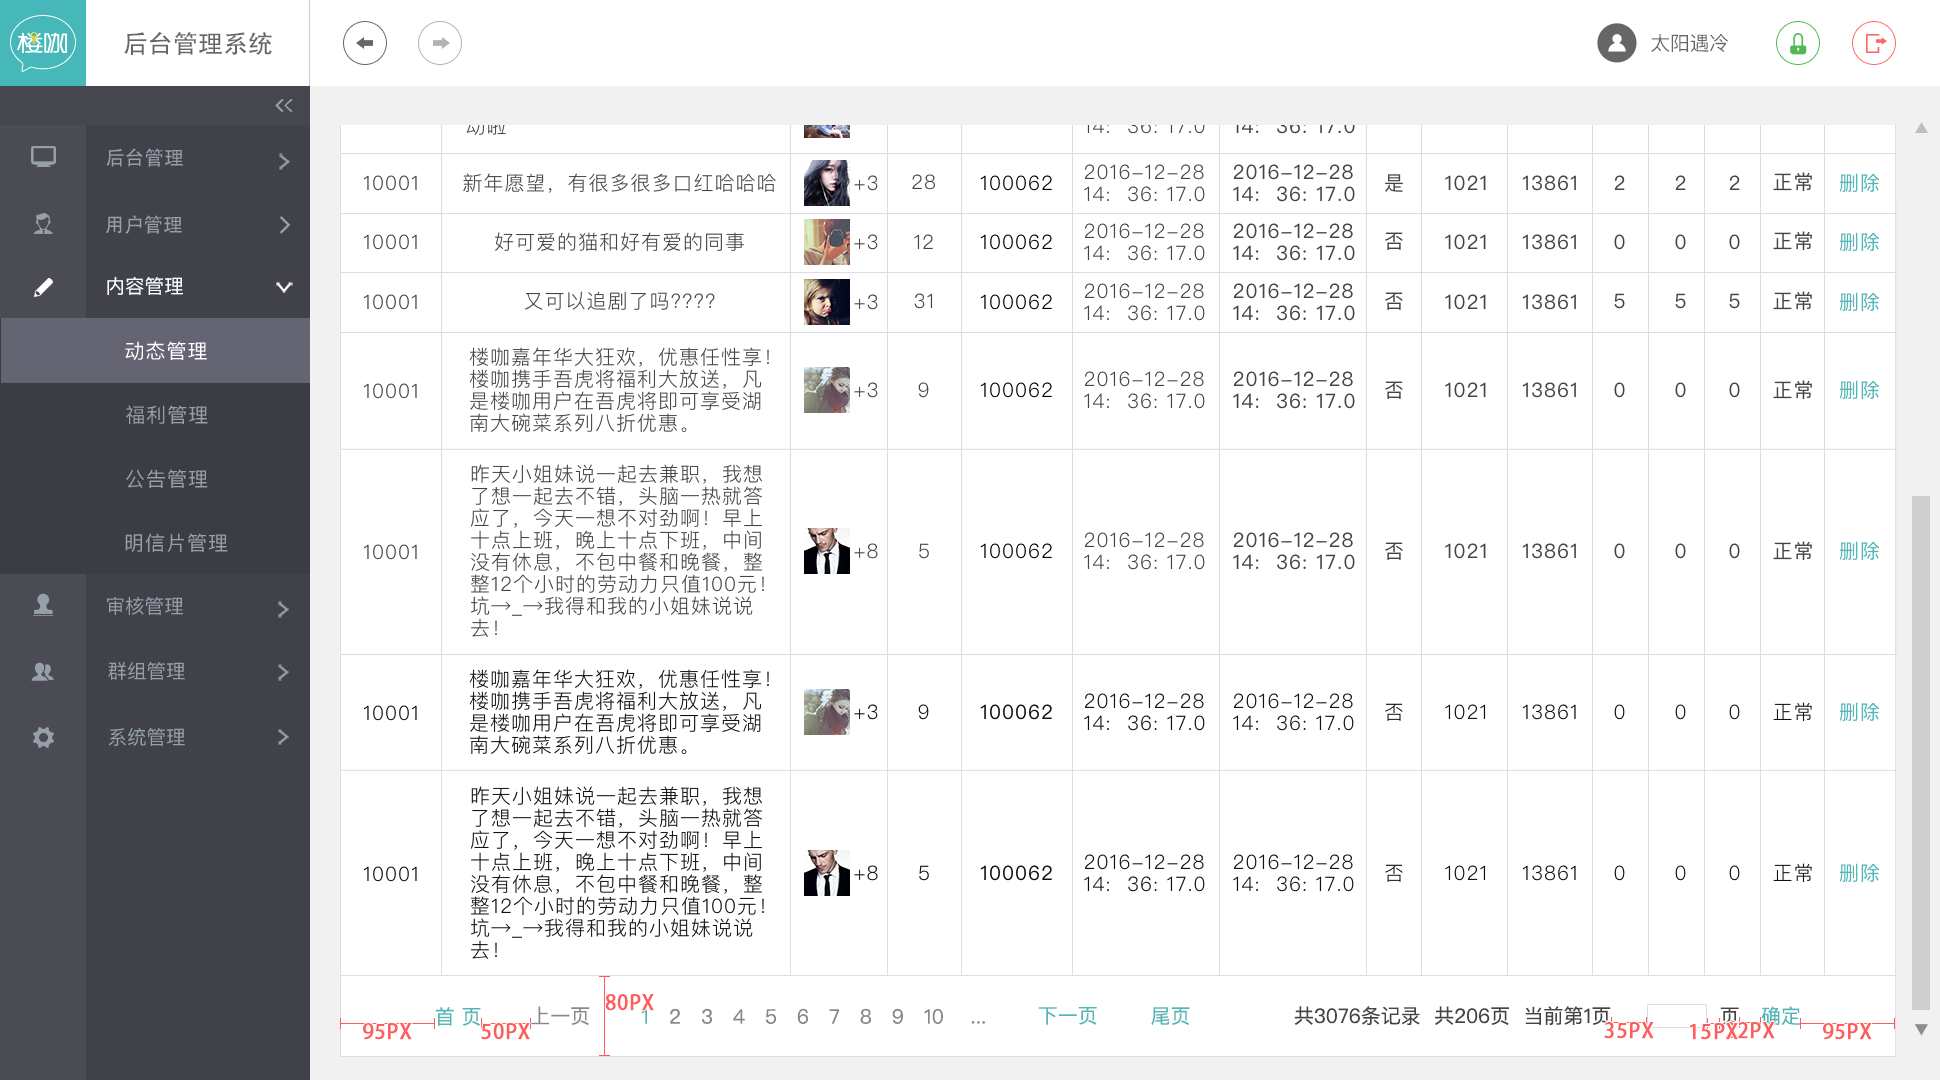 楼咖
后台管理系统
太阳遇冷
后台管理
用户管理
内容管理
动态管理
福利管理
公告管理
明信片管理
审核管理
群组管理
系统管理
动啦
14: 36: 17.0
14: 36: 17.0
10001
新年愿望，有很多很多口红哈哈哈
+3
28
100062
2016-12-28
14: 36: 17.0
2016-12-28
14: 36: 17.0
是
1021
13861
2
2
2
正常
删除
10001
好可爱的猫和好有爱的同事
+3
12
100062
2016-12-28
14: 36: 17.0
2016-12-28
14: 36: 17.0
否
1021
13861
0
0
0
正常
删除
10001
又可以追剧了吗????
+3
31
100062
2016-12-28
14: 36: 17.0
2016-12-28
14: 36: 17.0
否
1021
13861
5
5
5
正常
删除
10001
楼咖嘉年华大狂欢，优惠任性享！
楼咖携手吾虎将福利大放送，凡
是楼咖用户在吾虎将即可享受湖
南大碗菜系列八折优惠。
+3
9
100062
2016-12-28
14: 36: 17.0
2016-12-28
14: 36: 17.0
否
1021
13861
0
0
0
正常
删除
10001
昨天小姐妹说一起去兼职，我想
了想一起去不错，头脑一热就答
应了，今天一想不对劲啊！早上
十点上班，晚上十点下班，中间
没有休息，不包中餐和晚餐，整
整12个小时的劳动力只值100元！
坑→_→我得和我的小姐妹说说
去！
+8
5
100062
2016-12-28
14: 36: 17.0
2016-12-28
14: 36: 17.0
否
1021
13861
0
0
0
正常
删除
10001
楼咖嘉年华大狂欢，优惠任性享！
楼咖携手吾虎将福利大放送，凡
是楼咖用户在吾虎将即可享受湖
南大碗菜系列八折优惠。
+3
9
100062
2016-12-28
14: 36: 17.0
2016-12-28
14: 36: 17.0
否
1021
13861
0
0
0
正常
删除
10001
昨天小姐妹说一起去兼职，我想
了想一起去不错，头脑一热就答
应了，今天一想不对劲啊！早上
十点上班，晚上十点下班，中间
没有休息，不包中餐和晚餐，整
整12个小时的劳动力只值100元！
坑→_→我得和我的小姐妹说说
去！
+8
5
100062
2016-12-28
14: 36: 17.0
2016-12-28
14: 36: 17.0
否
1021
13861
0
0
0
正常
删除
首 页 上一页 1 2 3 4 5 6 7 8 9 10 ... 下一页 尾页 共3076条记录 共206页 当前第1页 页 确定
80PX
95PX 50PX 35PX 15PX 2PX 95PX